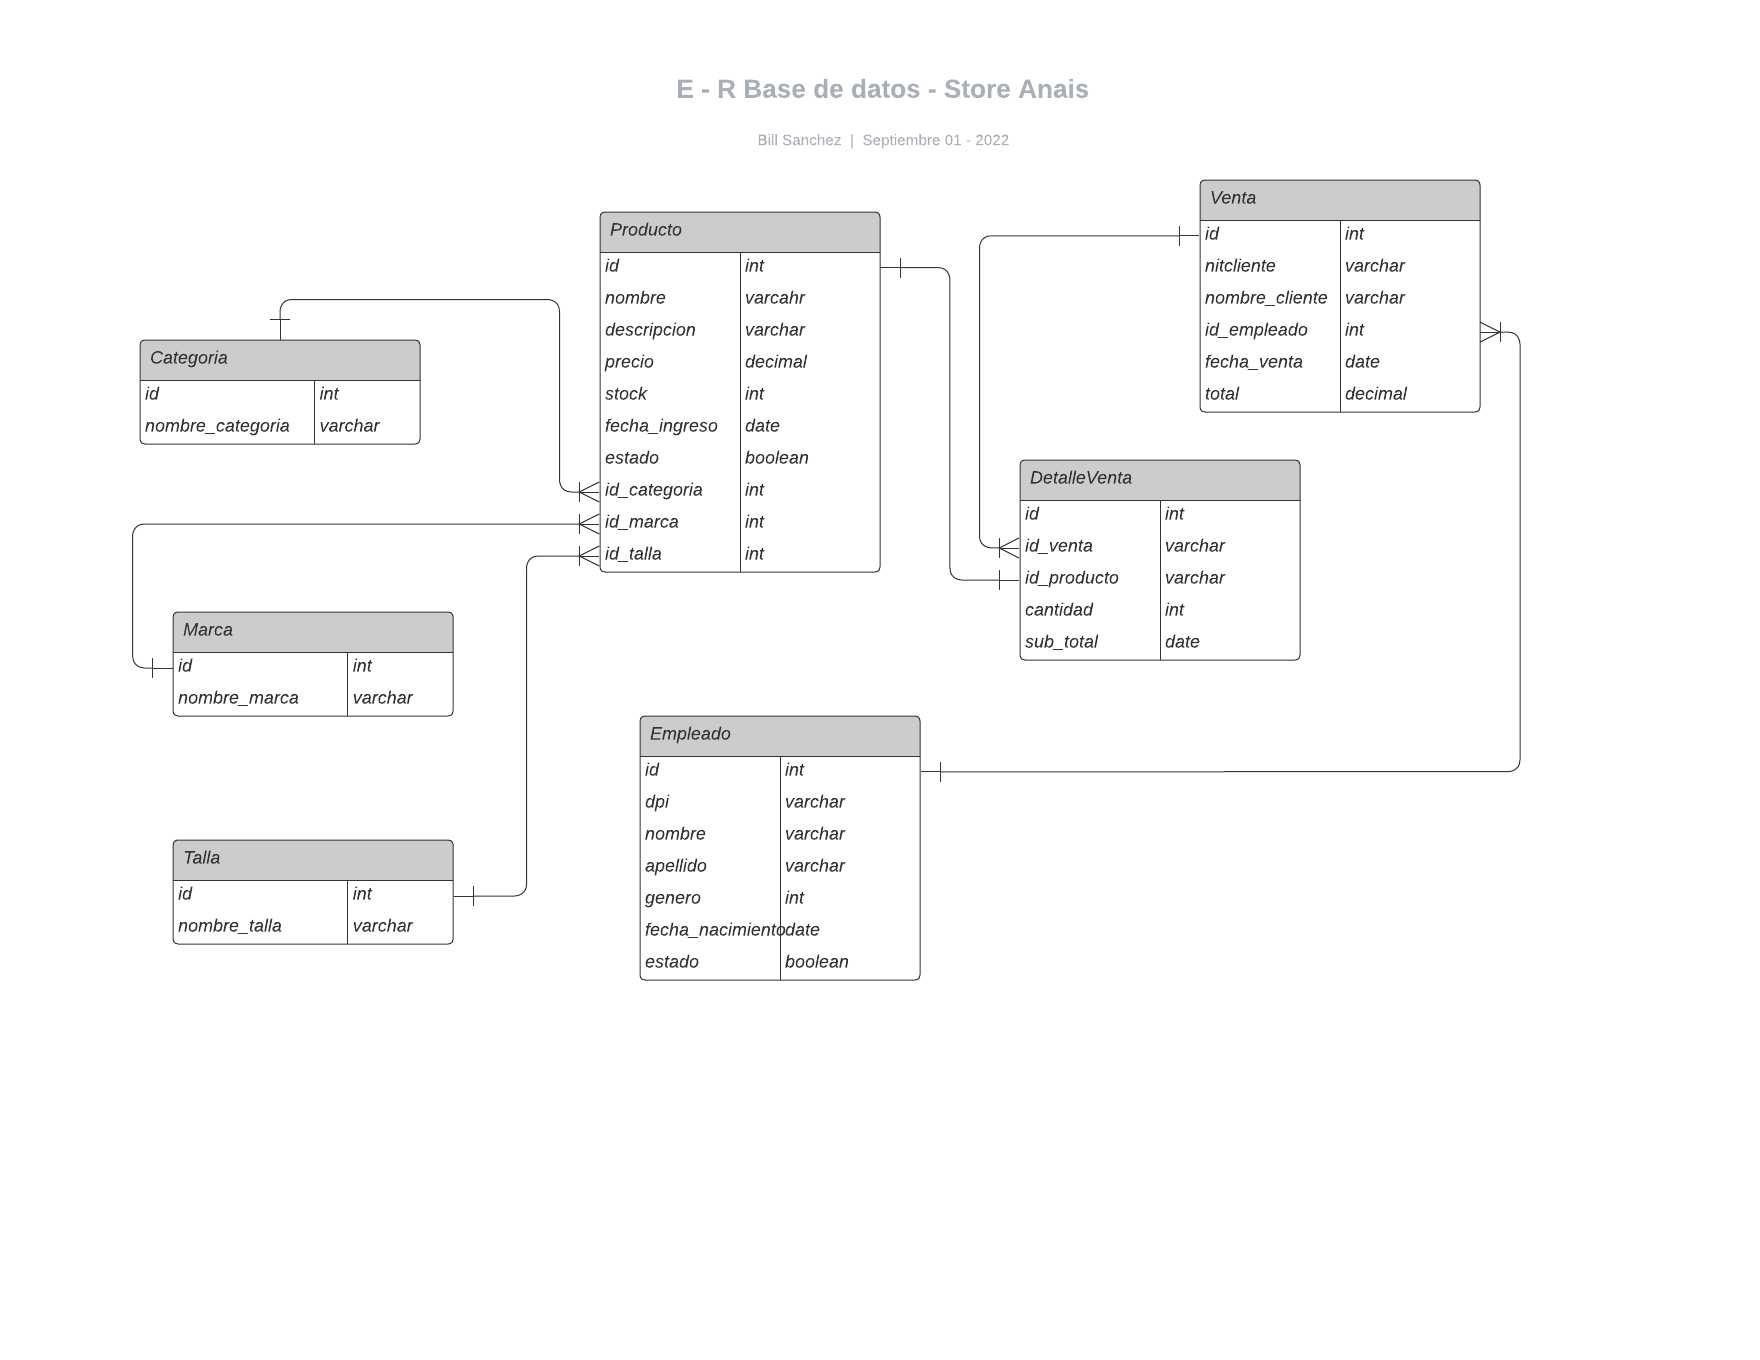 E - R Base de datos - Store Anais
Bill Sanchez | Septiembre 01 - 2022
Categoria
id int
nombre_categoria varchar
Marca
id int
nombre_marca varchar
Talla
id int
nombre_talla varchar
Producto
id int
nombre varcahr
descripcion varchar
precio decimal
stock int
fecha_ingreso date
estado boolean
id_categoria int
id_marca int
id_talla int
Empleado
id int
dpi varchar
nombre varchar
apellido varchar
genero int
fecha_nacimiento date
estado boolean
Venta
id int
nitcliente varchar
nombre_cliente varchar
id_empleado int
fecha_venta date
total decimal
DetalleVenta
id int
id_venta varchar
id_producto varchar
cantidad int
sub_total date